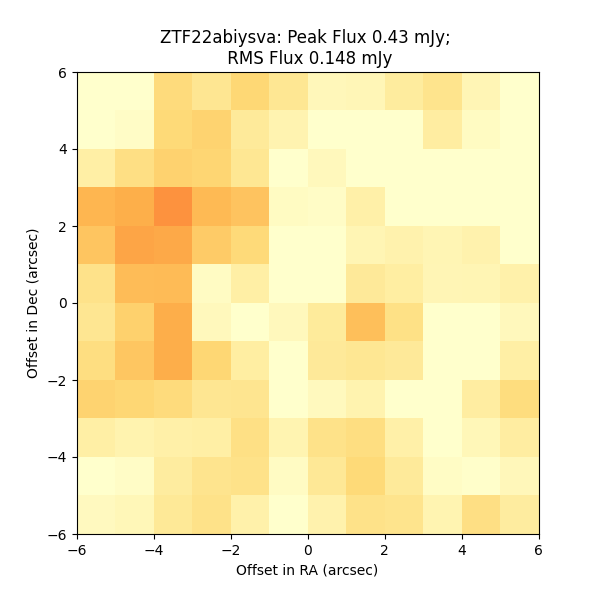 ZTF22abiysva: Peak Flux 0.43 mJy;
RMS Flux 0.148 mJy
6
4
2
0
−2
−4
−6
Offset in Dec (arcsec)
−6 −4 −2 0 2 4 6
Offset in RA (arcsec)